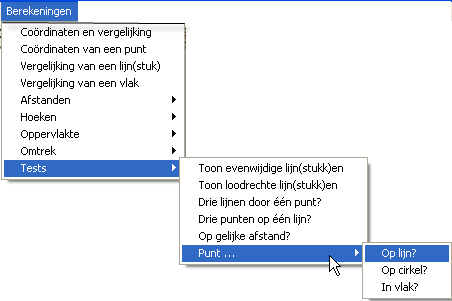 Berekeningen
Coördinaten en vergelijking
Coördinaten van een punt
Vergelijking van een lijn(stuk)
Vergelijking van een vlak
Afstanden
Hoeken
Oppervlakte
Omtrek
Tests
Toon evenwijdige lijn(stukk)en
Toon loodrechte lijn(stukk)en
Drie lijnen door één punt?
Drie punten op één lijn?
Op gelijke afstand?
Punt ...
Op lijn?
Op cirkel?
In vlak?